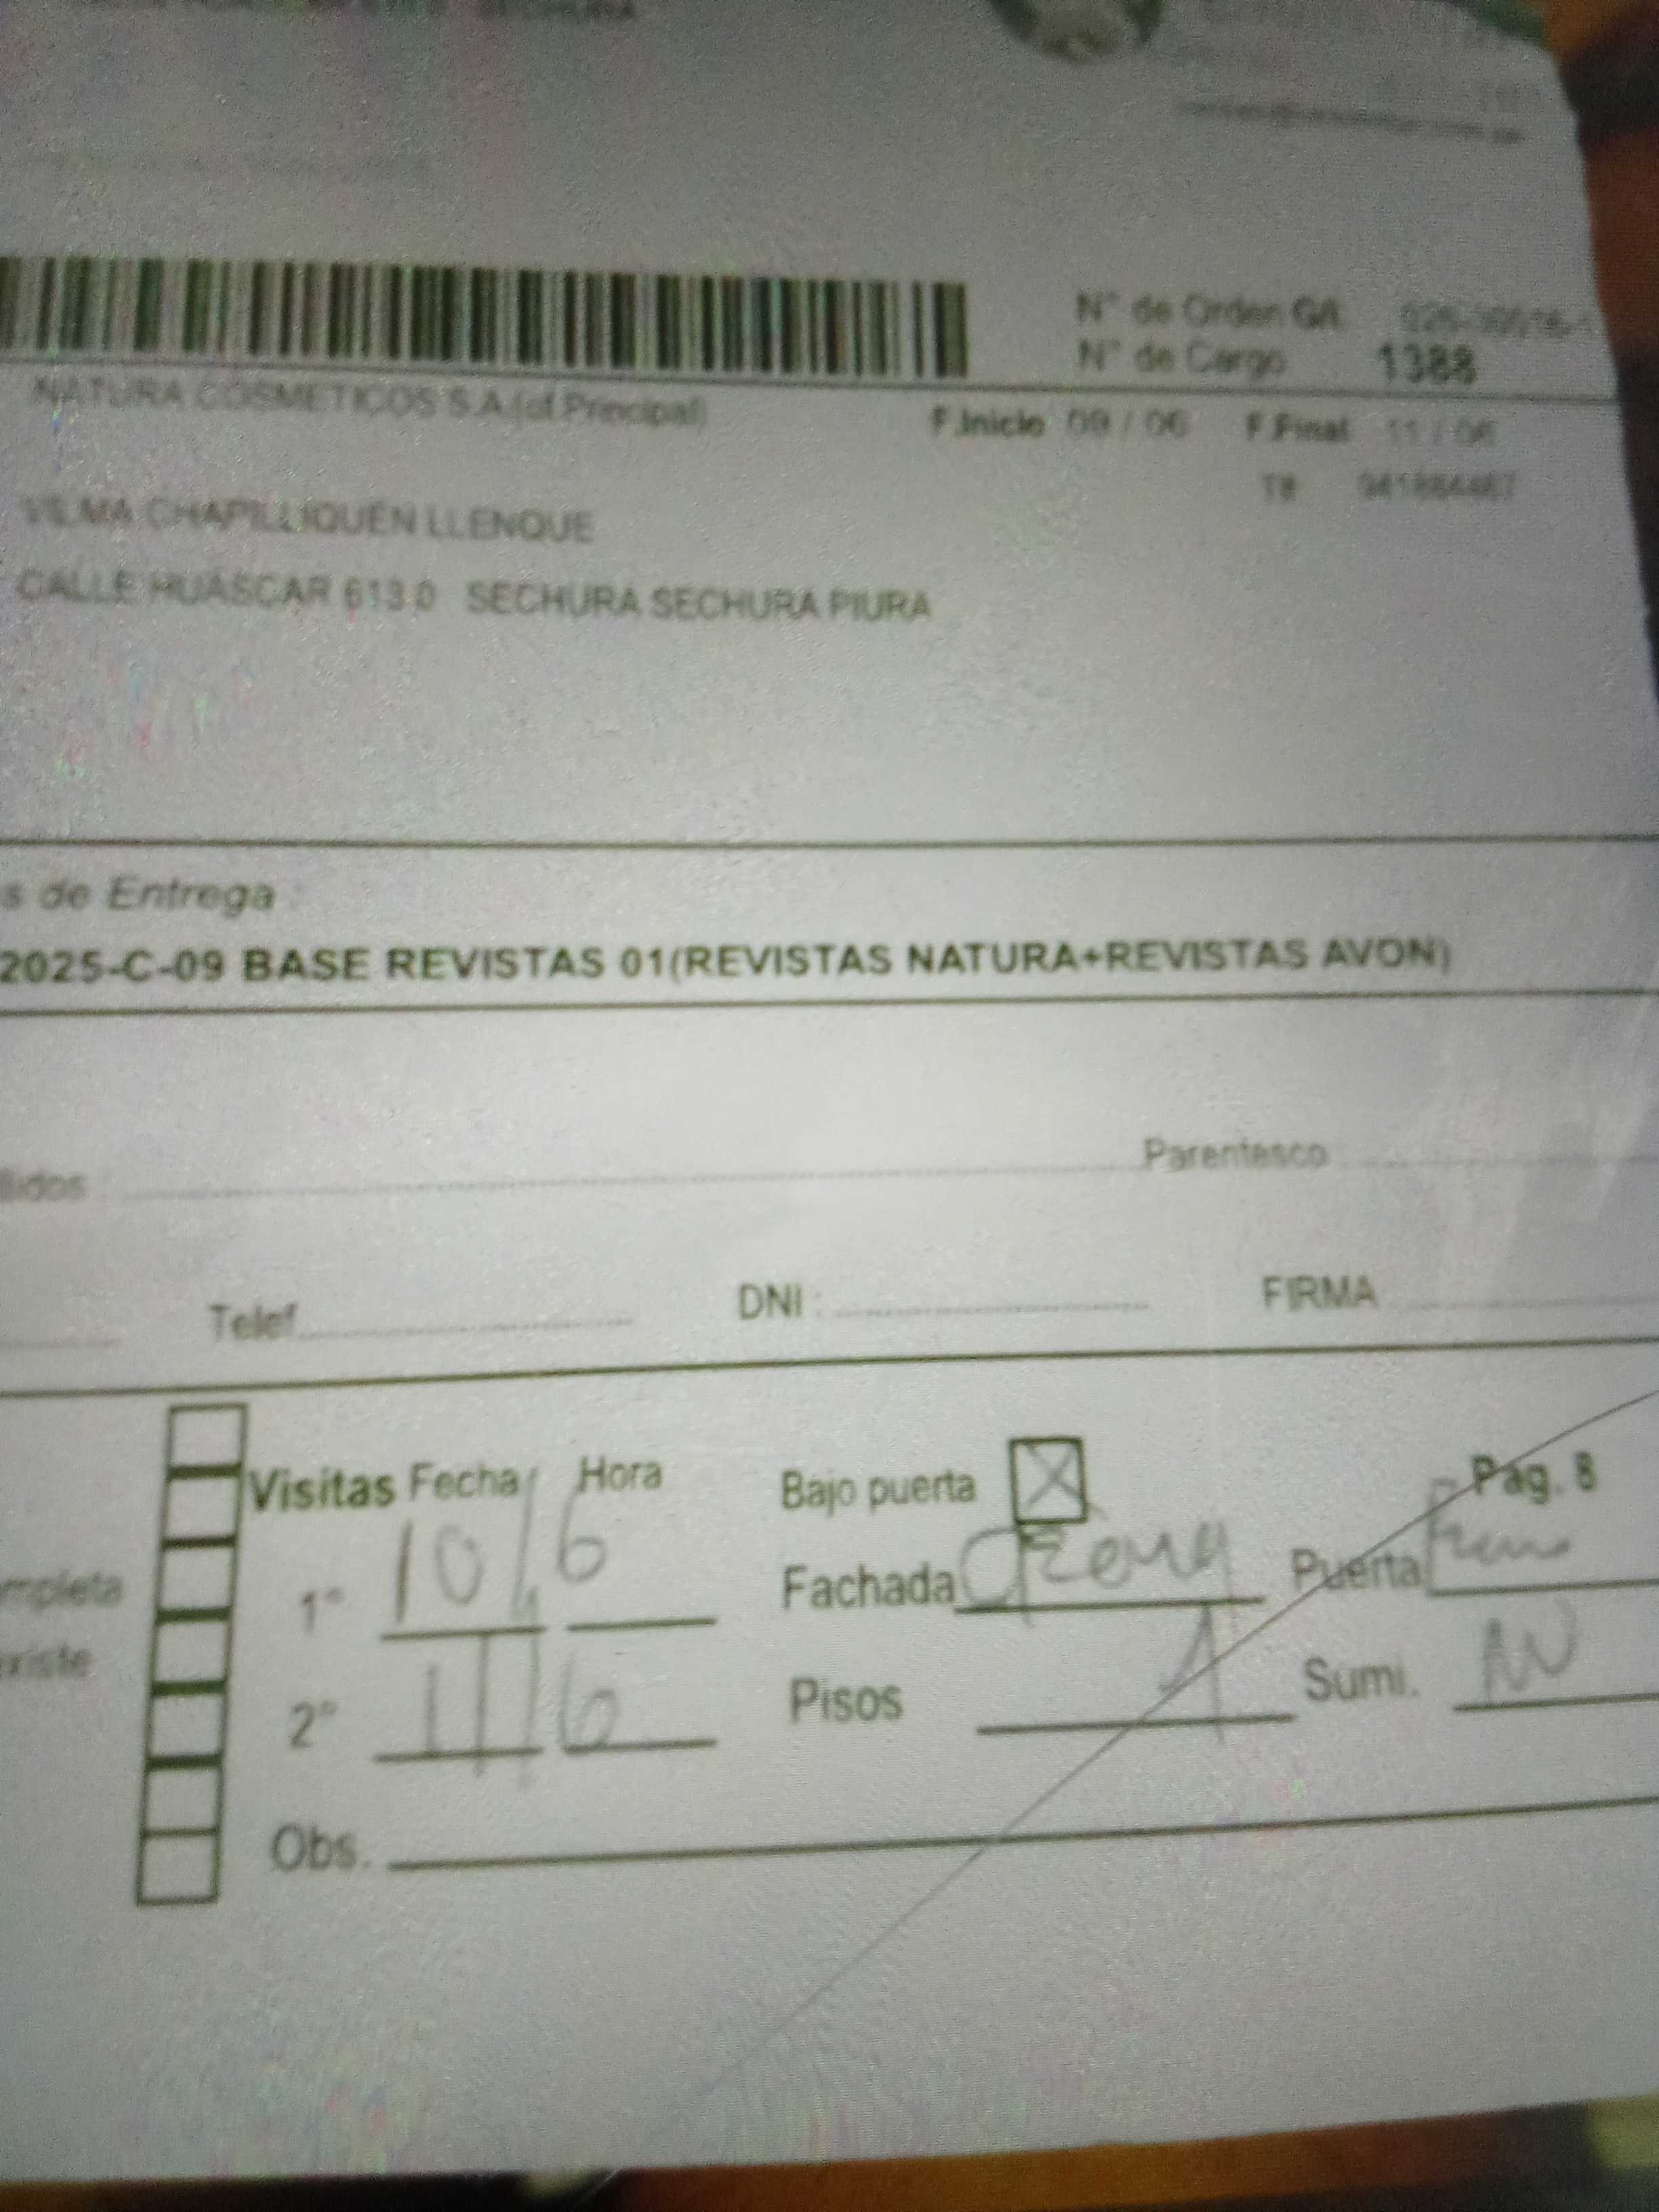 N° de Orden G/I:
N° de Cargo 1388
NATURA COSMETICOS S.A.(of.Principal)
F.Inicio 09 / 06 F.Final 11 / 06
VILMA CHAPILLIQUEN LLENQUE
CALLE HUASCAR 613 0 SECHURA SECHURA PIURA
s de Entrega :
2025-C-09 BASE REVISTAS 01(REVISTAS NATURA+REVISTAS AVON)
llidos Parentesco
Telef. DNI : FIRMA
Visitas Fecha Hora Bajo puerta X Pág. 8
mpleta 1° 10/6 Fachada Crema Puerta
existe 2° 11/6 Pisos 1 Sumi. NV
Obs.